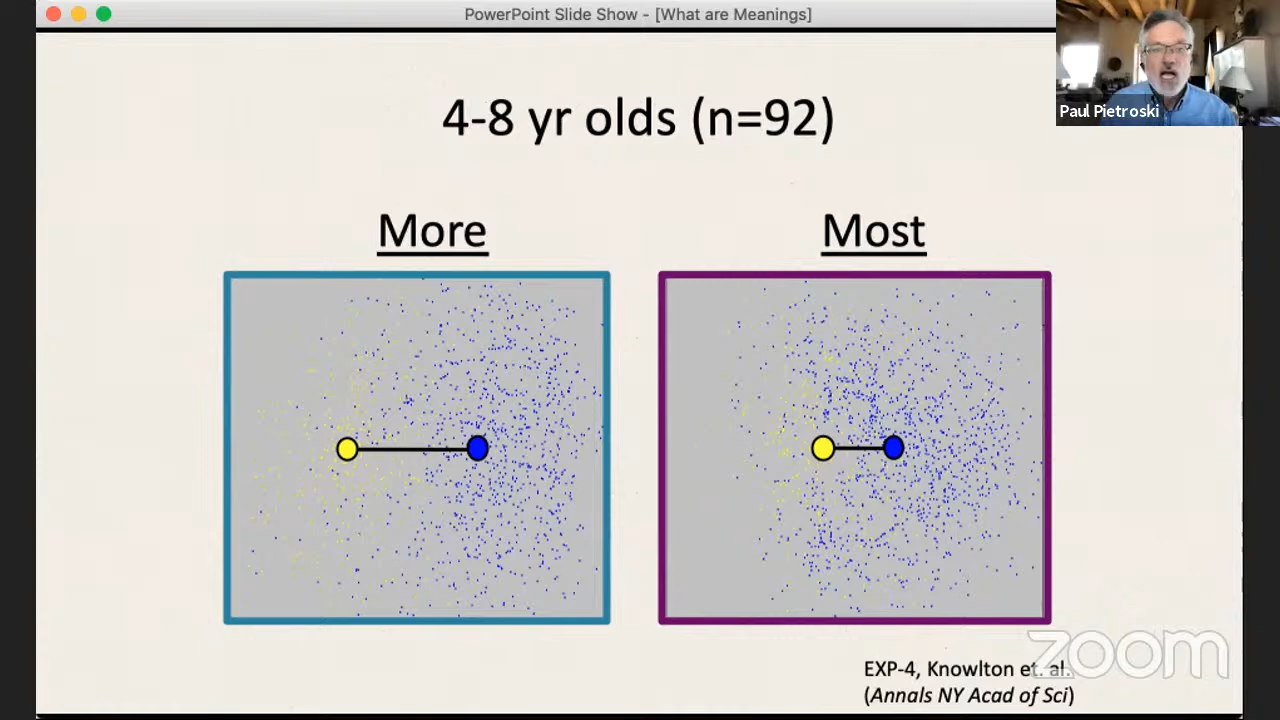 PowerPoint Slide Show - [What are Meanings]
Paul Pietroski
4-8 yr olds (n=92)
More
Most
EXP-4, Knowlton et. al.
(Annals NY Acad of Sci)
zoom